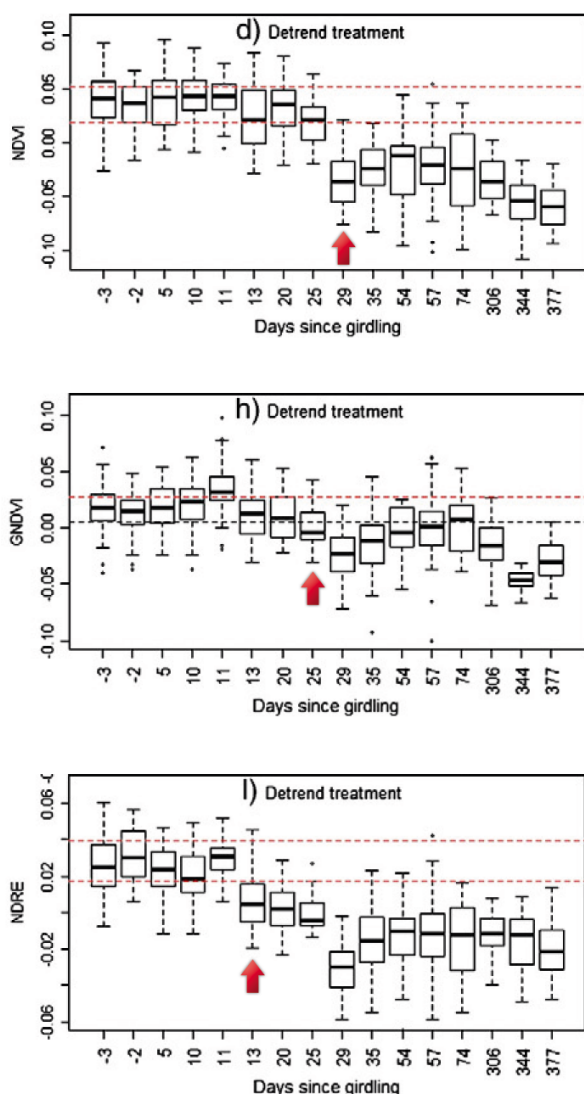 d) Detrend treatment
0.10
0.05
0.00
-0.05
-0.10
NDVI
-3 -2 5 10 11 13 20 25 29 35 54 57 74 306 344 377
Days since girdling
h) Detrend treatment
0.10
0.05
0.00
-0.05
-0.10
GNDVI
-3 -2 5 10 11 13 20 25 29 35 54 57 74 306 344 377
Days since girdling
l) Detrend treatment
0.06
0.02
-0.02
-0.06
NDRE
-3 -2 5 10 11 13 20 25 29 35 54 57 74 306 344 377
Days since girdling